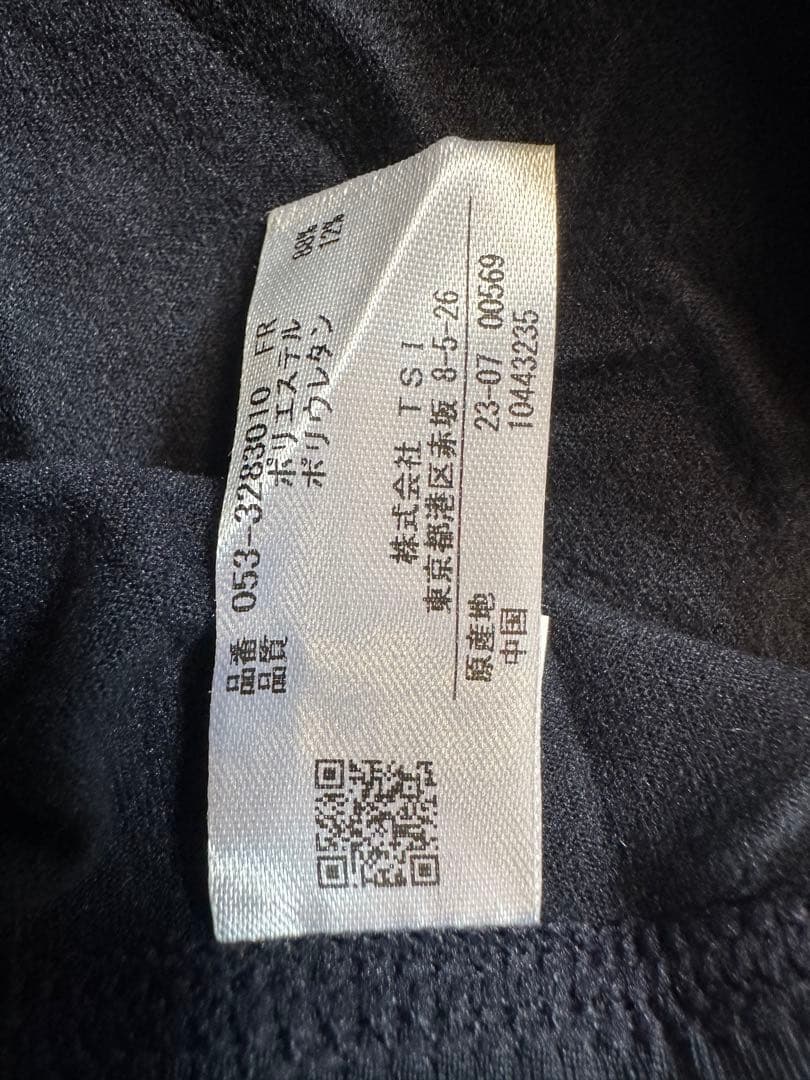 品番 053-3283010 FR
品質 ポリエステル 88%
ポリウレタン 12%
株式会社 TSI
東京都港区赤坂 8-5-26
原産地 23-07 00569
中国 10443235